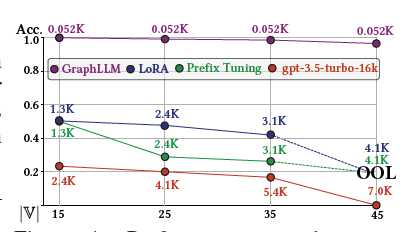 Acc. 0.052K 0.052K 0.052K 0.052K
1.0
GraphLLM LoRA Prefix Tuning gpt-3.5-turbo-16k
0.8
0.6
1.3K 2.4K 3.1K 4.1K
0.4
1.3K 2.4K 3.1K 4.1K
OOL
0.2
2.4K 4.1K 5.4K 7.0K
|𝕍| 15 25 35 45